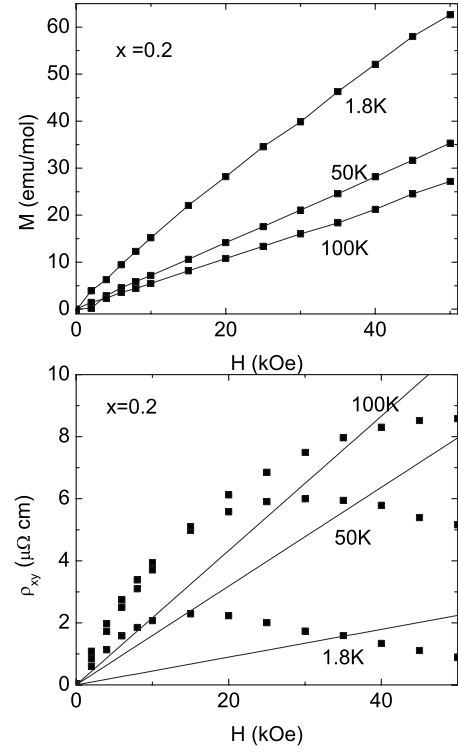 60
50
40
30
20
10
0
M (emu/mol)
x =0.2
1.8K
50K
100K
0 20 40
H (kOe)
10
8
6
4
2
0
ρxy (μΩ cm)
x=0.2
100K
50K
1.8K
0 10 20 30 40 50
H (kOe)